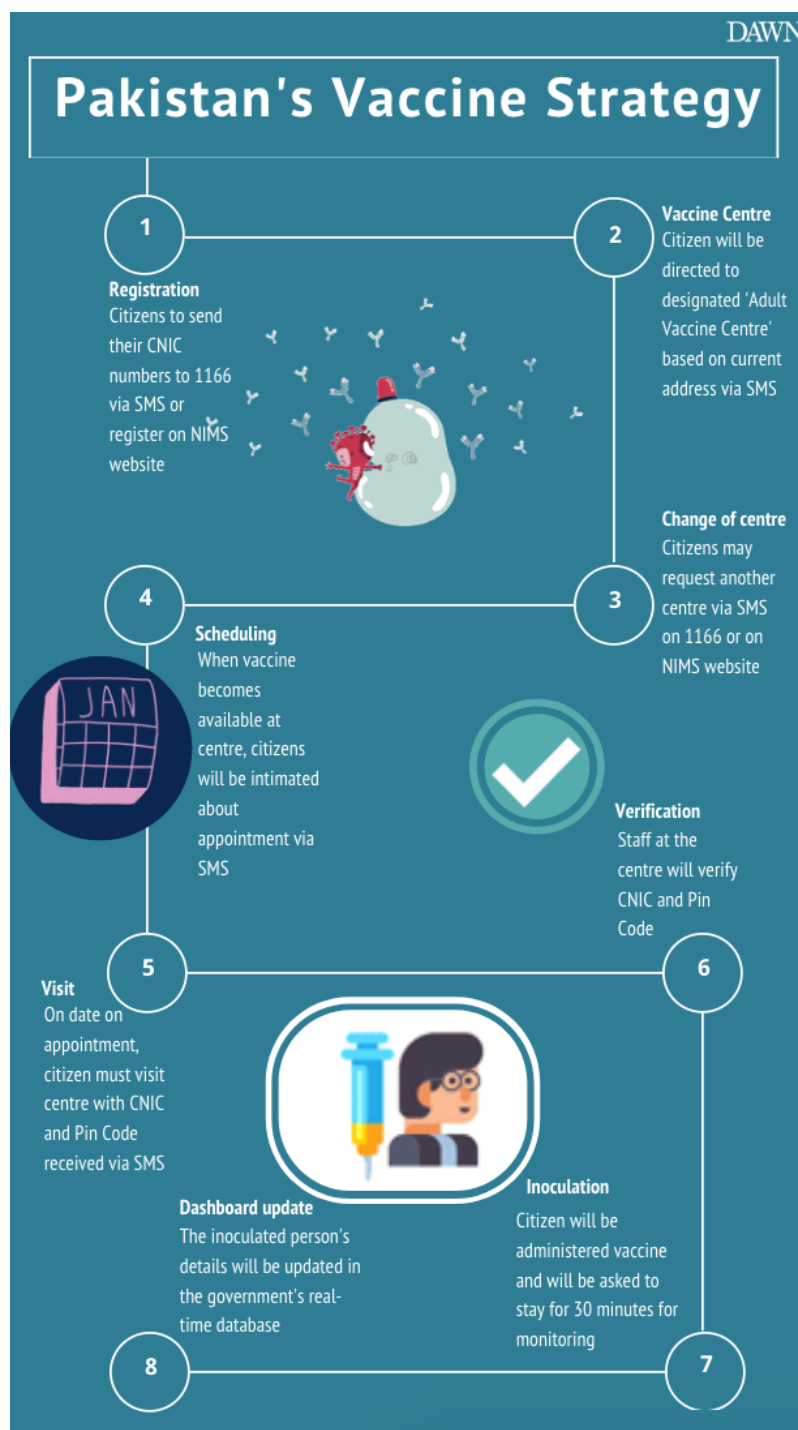 DAWN
Pakistan's Vaccine Strategy
1
Registration
Citizens to send
their CNIC
numbers to 1166
via SMS or
register on NIMS
website
2
Vaccine Centre
Citizen will be
directed to
designated 'Adult
Vaccine Centre'
based on current
address via SMS
3
Change of centre
Citizens may
request another
centre via SMS
on 1166 or on
NIMS website
4
Scheduling
When vaccine
becomes
available at
centre, citizens
will be intimated
about
appointment via
SMS
JAN
5
Visit
On date on
appointment,
citizen must visit
centre with CNIC
and Pin Code
received via SMS
Verification
Staff at the
centre will verify
CNIC and Pin
Code
6
Inoculation
Citizen will be
administered vaccine
and will be asked to
stay for 30 minutes for
monitoring
7
Dashboard update
The inoculated person's
details will be updated in
the government's real-
time database
8